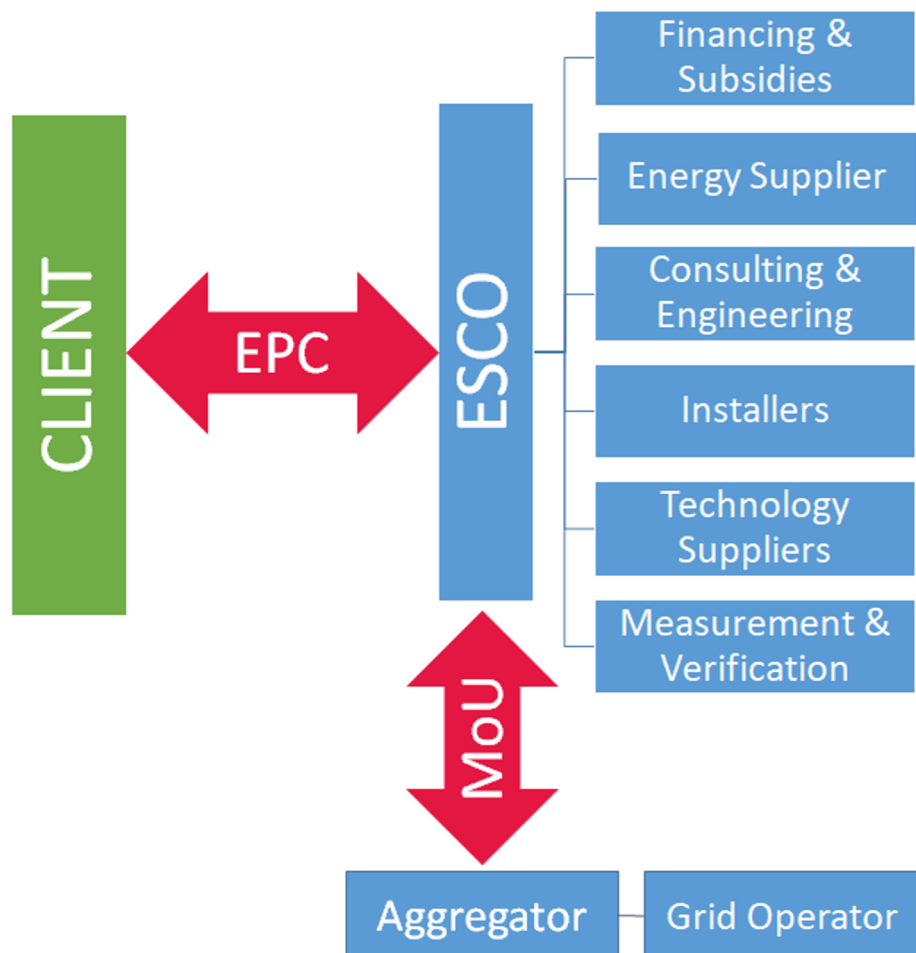 CLIENT
EPC
ESCO
Financing &
Subsidies
Energy Supplier
Consulting &
Engineering
Installers
Technology
Suppliers
Measurement &
Verification
MoU
Aggregator
Grid Operator